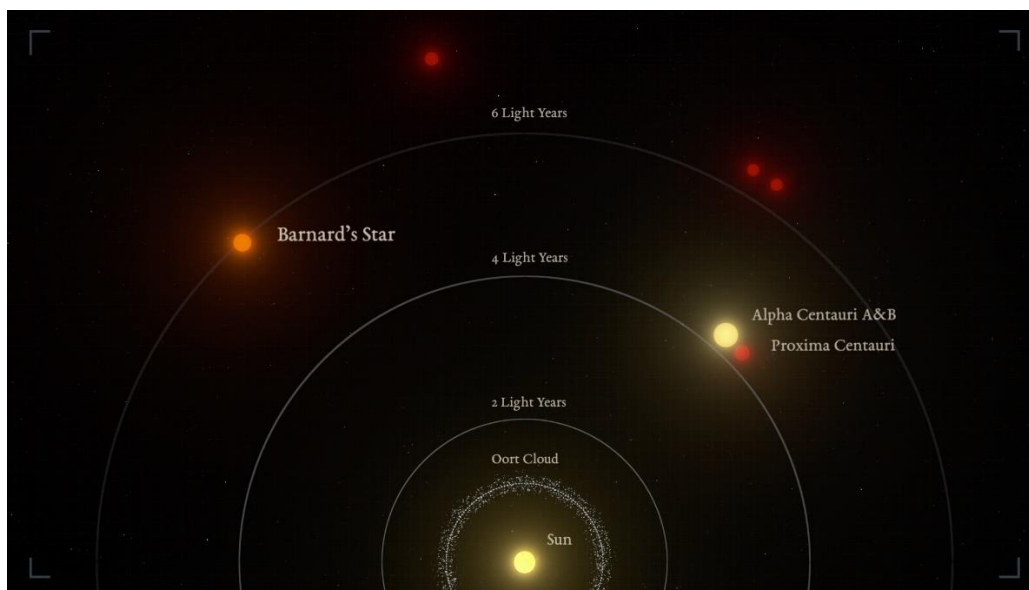 6 Light Years
Barnard's Star
4 Light Years
Alpha Centauri A&B
Proxima Centauri
2 Light Years
Oort Cloud
Sun